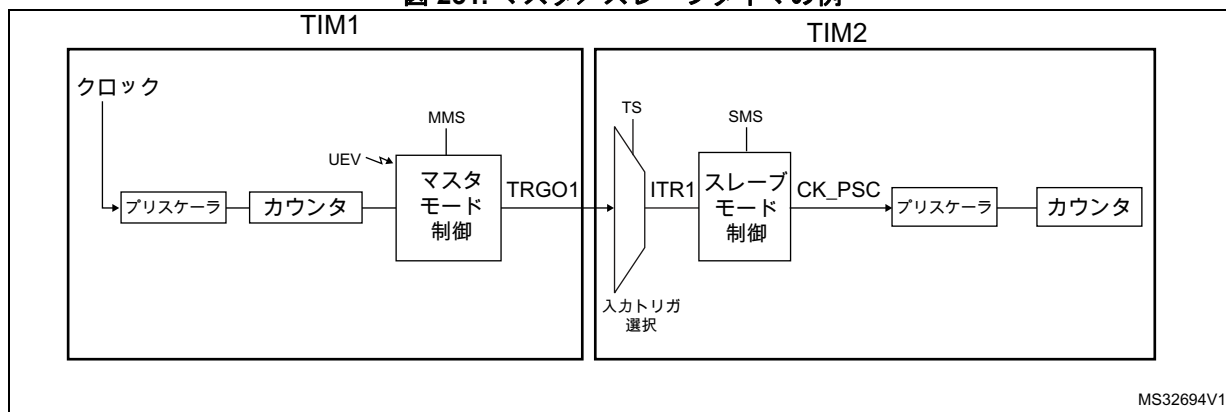 TIM1
TIM2
クロック
MMS
UEV
マスタ
モード
制御
プリスケーラ
カウンタ
TRGO1
TS
ITR1
SMS
スレーブ
モード
制御
CK_PSC
プリスケーラ
カウンタ
入力トリガ
選択
MS32694V1